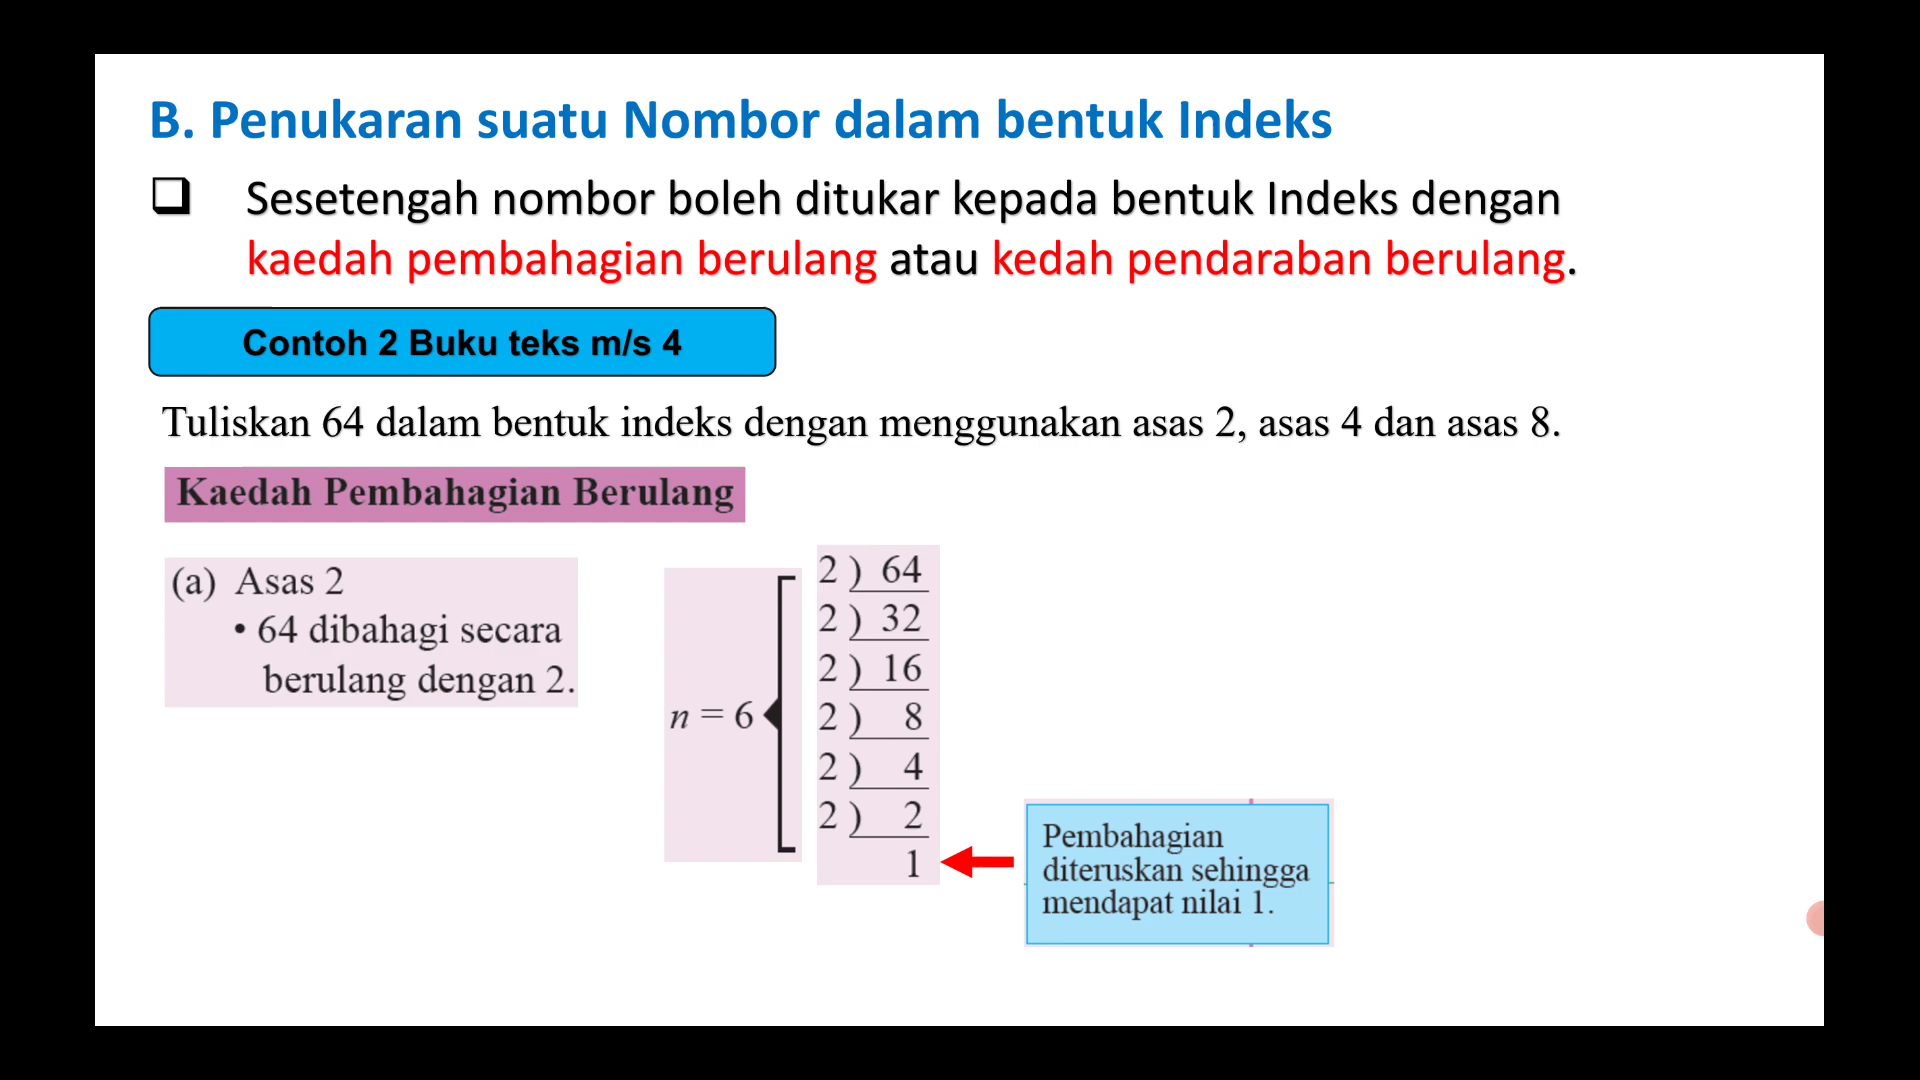 B. Penukaran suatu Nombor dalam bentuk Indeks
Sesetengah nombor boleh ditukar kepada bentuk Indeks dengan
kaedah pembahagian berulang atau kedah pendaraban berulang.
Contoh 2 Buku teks m/s 4
Tuliskan 64 dalam bentuk indeks dengan menggunakan asas 2, asas 4 dan asas 8.
Kaedah Pembahagian Berulang
(a) Asas 2
• 64 dibahagi secara
berulang dengan 2.
n = 6
2 ) 64
2 ) 32
2 ) 16
2 ) 8
2 ) 4
2 ) 2
1
Pembahagian
diteruskan sehingga
mendapat nilai 1.